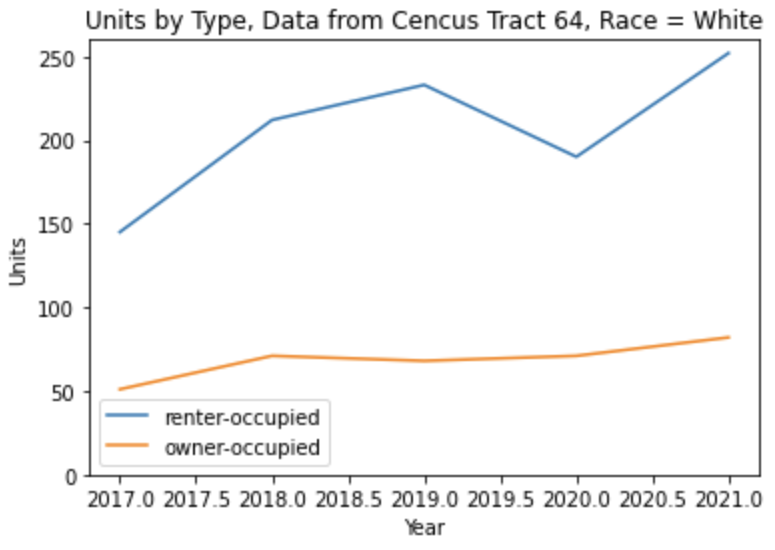 Units by Type, Data from Cencus Tract 64, Race = White
250
200
150
100
50
0
Units
renter-occupied
owner-occupied
2017.0 2017.5 2018.0 2018.5 2019.0 2019.5 2020.0 2020.5 2021.0
Year